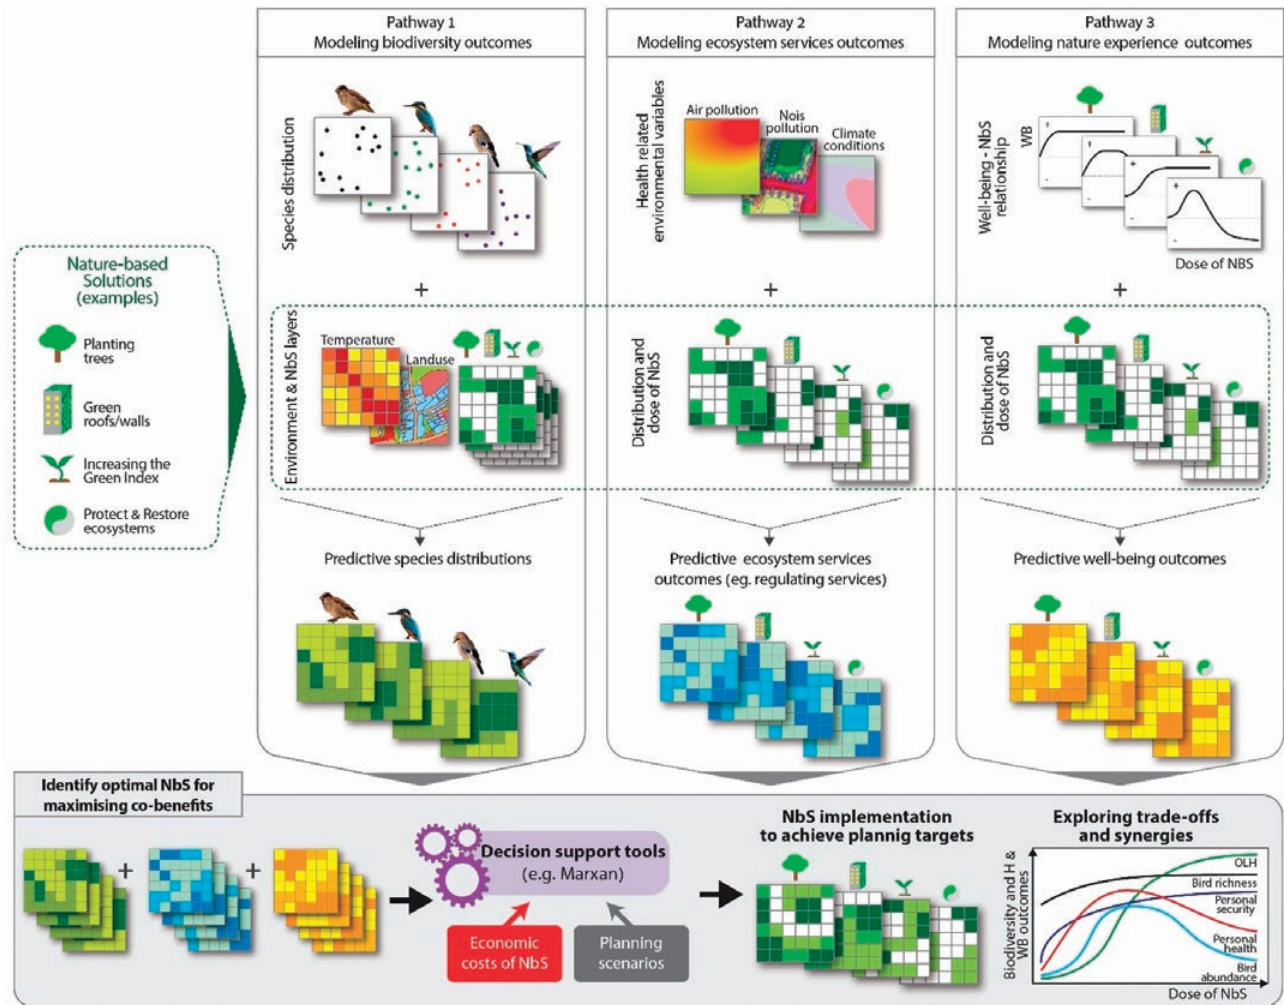 Pathway 1
Modeling biodiversity outcomes
Pathway 2
Modeling ecosystem services outcomes
Pathway 3
Modeling nature experience outcomes
Species distribution
Health related
environmental variables
Air pollution
Nois
pollution
Climate
conditions
Well-being - NbS
relationship
WB
+
-
+
-
+
-
+
-
Dose of NBS
Nature-based
Solutions
(examples)
Planting
trees
Green
roofs/walls
Increasing the
Green Index
Protect & Restore
ecosystems
+
+
+
Environment & NbS layers
Temperature
Landuse
Distribution and
dose of NbS
Distribution and
dose of NbS
Predictive species distributions
Predictive ecosystem services
outcomes (eg. regulating services)
Predictive well-being outcomes
Identify optimal NbS for
maximising co-benefits
+
+
Decision support tools
(e.g. Marxan)
Economic
costs of NbS
Planning
scenarios
NbS implementation
to achieve plannig targets
Exploring trade-offs
and synergies
Biodiversity and H &
WB outcomes
OLH
Bird richness
Personal
security
Personal
health
Bird
abundance
Dose of NbS